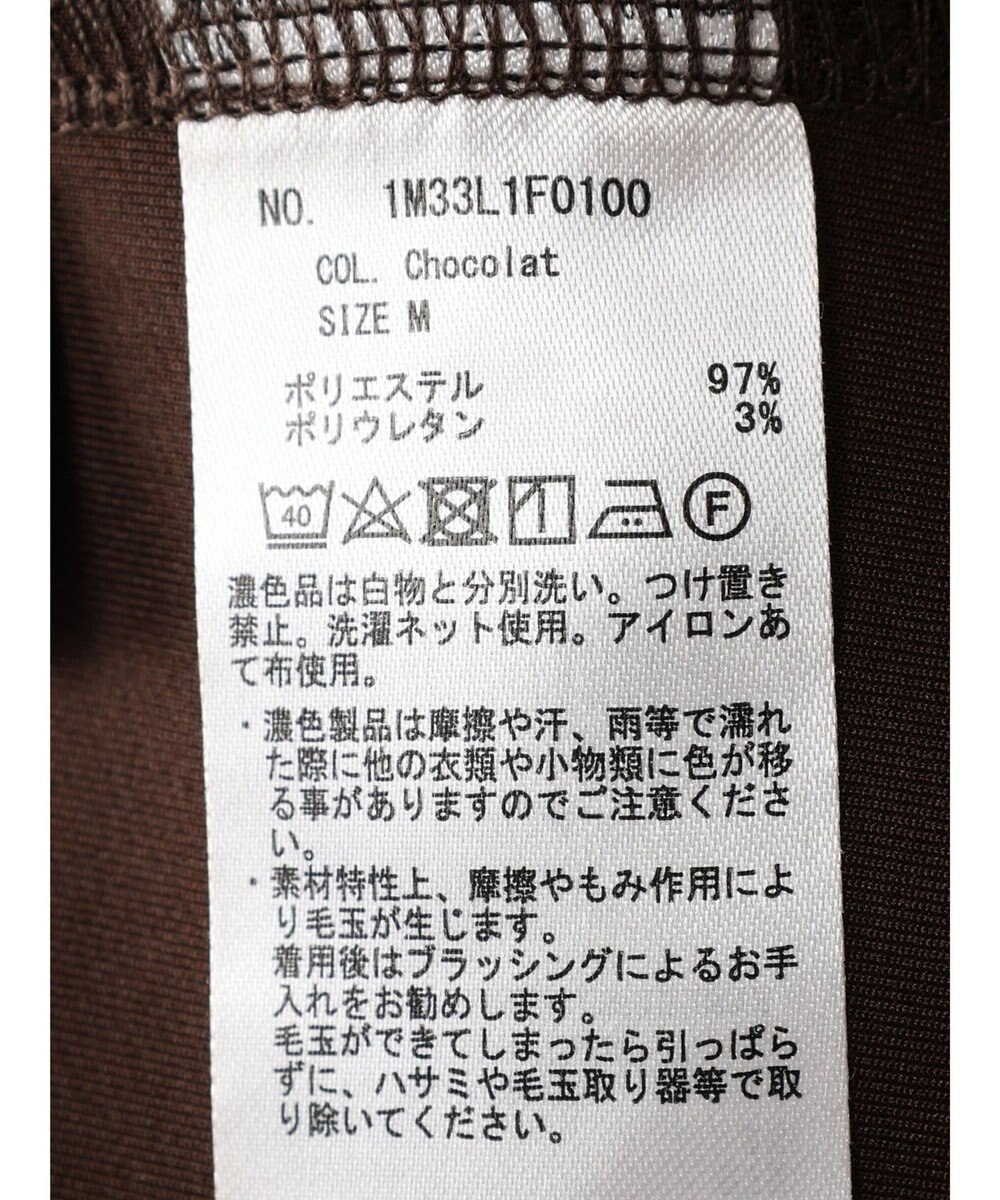 NO. 1M33L1F0100
COL. Chocolat
SIZE M
ポリエステル 97%
ポリウレタン 3%
40 F
濃色品は白物と分別洗い。つけ置き
禁止。洗濯ネット使用。アイロンあ
て布使用。
・濃色製品は摩擦や汗、雨等で濡れ
た際に他の衣類や小物類に色が移
る事がありますのでご注意くださ
い。
・素材特性上、摩擦やもみ作用によ
り毛玉が生じます。
着用後はブラッシングによるお手
入れをお勧めします。
毛玉ができてしまったら引っぱら
ずに、ハサミや毛玉取り器等で取
り除いてください。